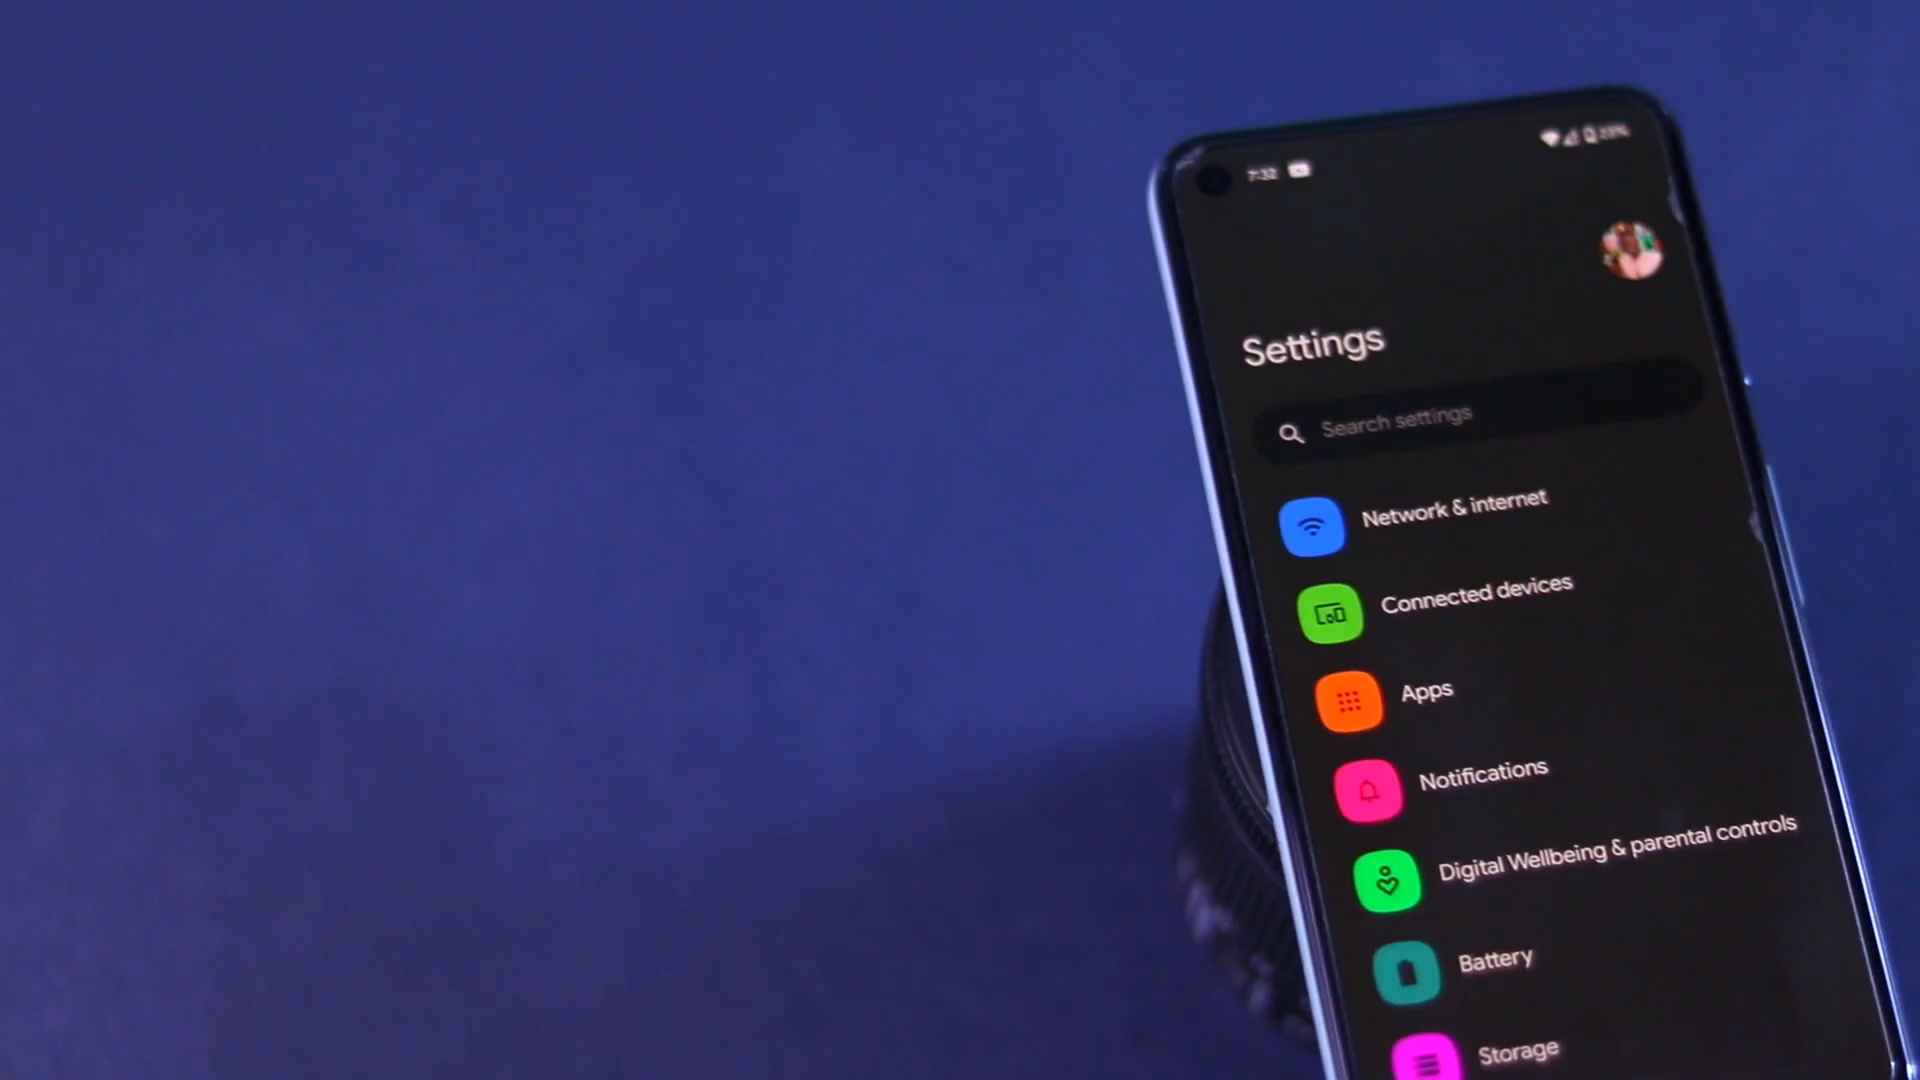 7:32
Settings
Search settings
Network & internet
Connected devices
Apps
Notifications
Digital Wellbeing & parental controls
Battery
Storage